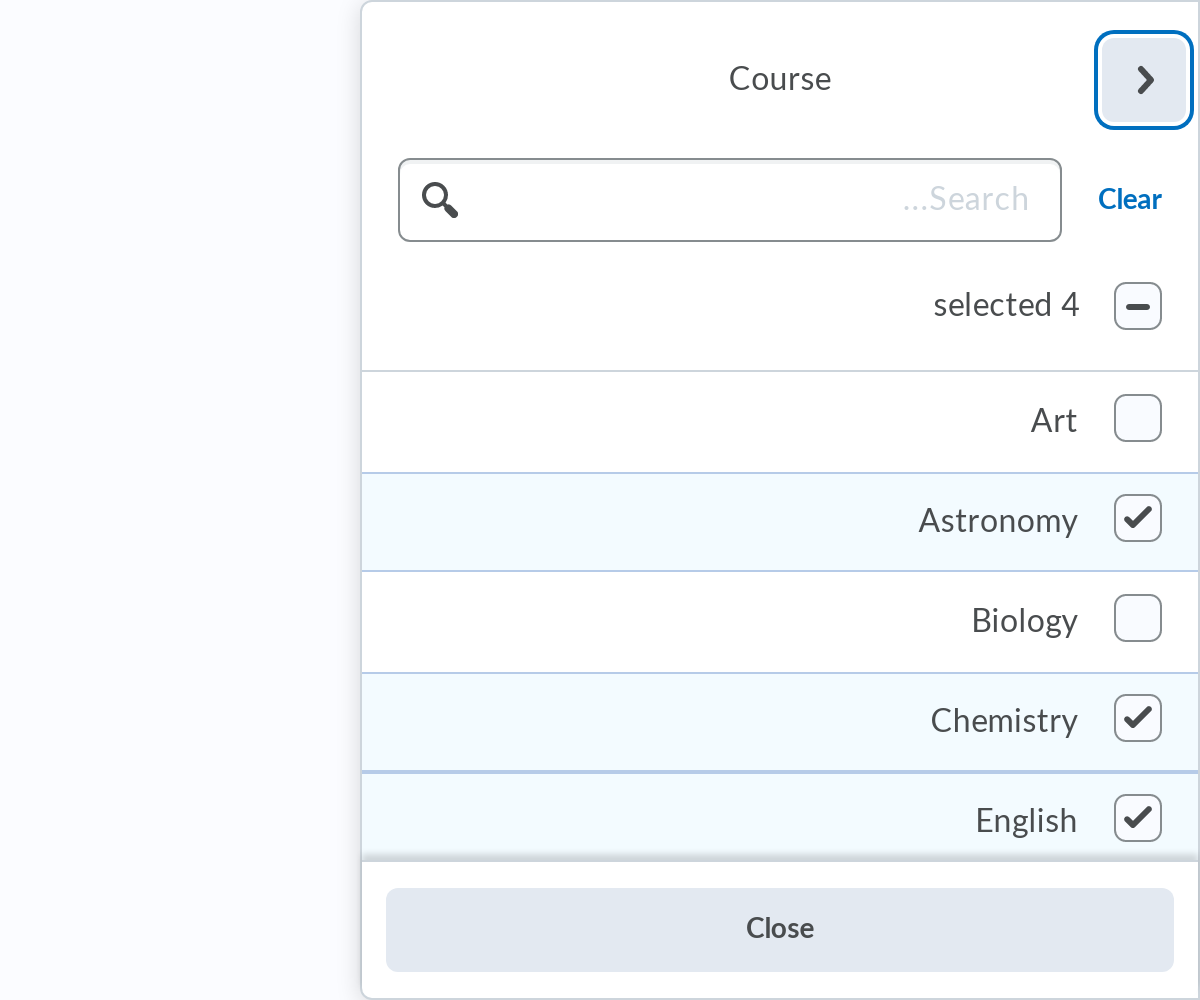 Course
...Search
Clear
selected 4
Art
Astronomy
Biology
Chemistry
English
Close